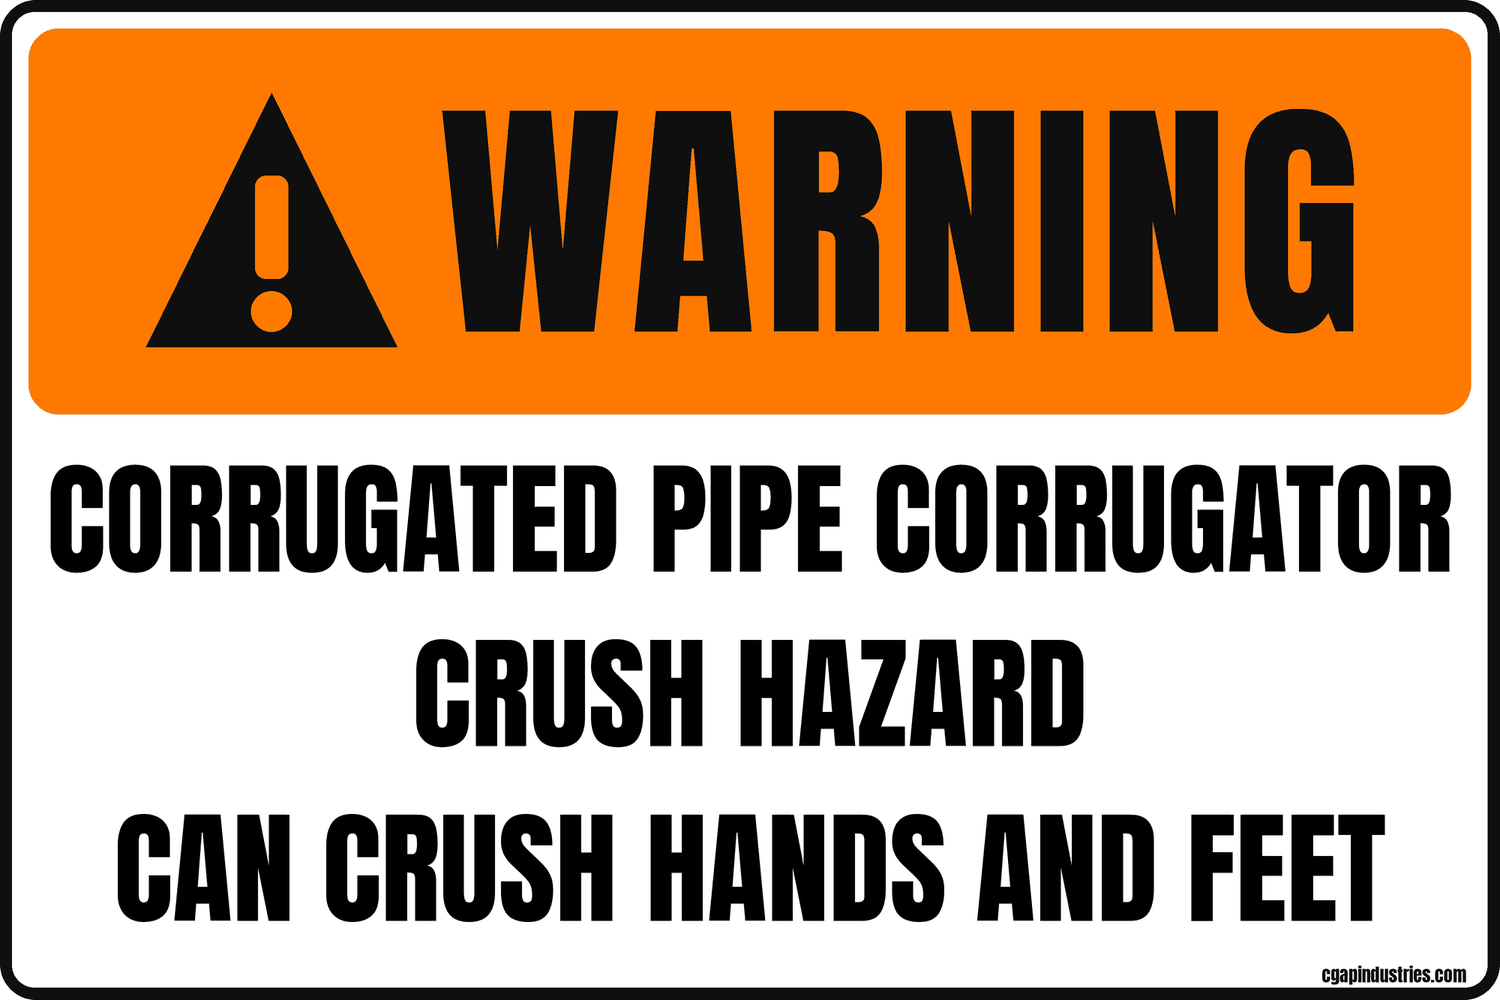 WARNING
CORRUGATED PIPE CORRUGATOR
CRUSH HAZARD
CAN CRUSH HANDS AND FEET
cgapindustries.com